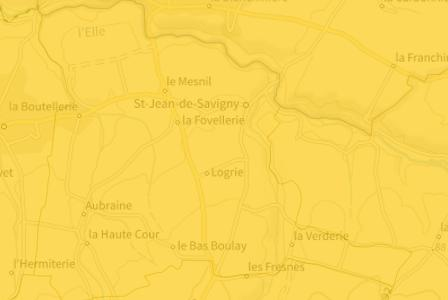 l'Elle
la Franchi
le Mesnil
la Boutellerie
St-Jean-de-Savigny
la Fovellerie
Logrie
Aubraine
la Haute Cour
le Bas Boulay
la Verderie
l'Hermiterie
les Fresnes
88